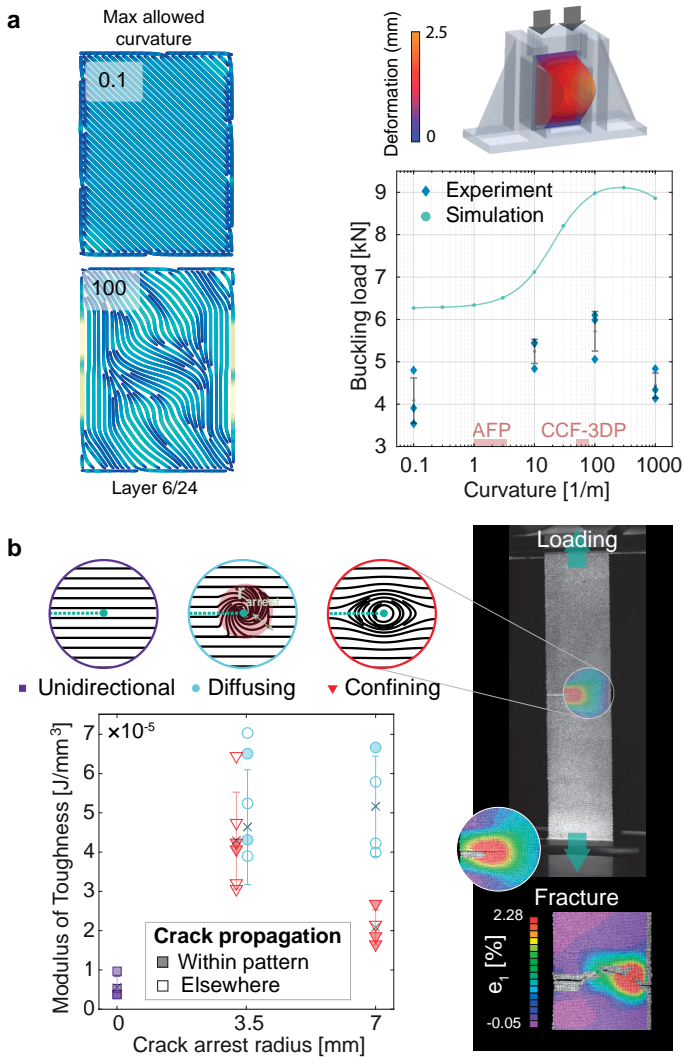 a
Max allowed
curvature
0.1
100
Layer 6/24
Deformation (mm)
2.5
0
Experiment
Simulation
Buckling load [kN]
9
8
7
6
5
4
3
AFP
CCF-3DP
0.1
1
10
100
1000
Curvature [1/m]
b
r
arrest
Unidirectional
Diffusing
Confining
Modulus of Toughness [J/mm³]
×10⁻⁵
7
6
5
4
3
2
1
0
Crack propagation
Within pattern
Elsewhere
0
3.5
7
Crack arrest radius [mm]
Loading
Fracture
e₁ [%]
2.28
-0.05